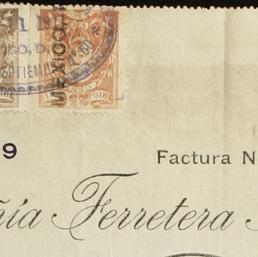 MEXICO
SEPTIEMB
9
Factura N
ñía Ferretera